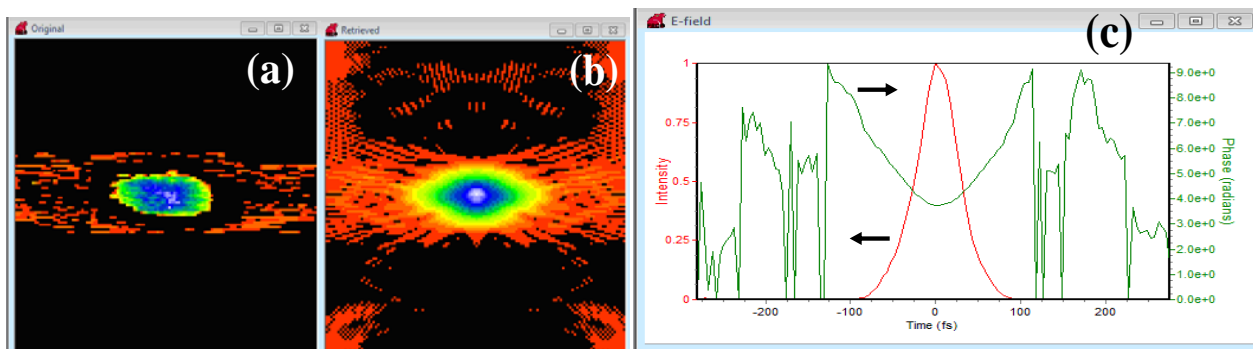 Original
(a)
Retrieved
(b)
E-field
(c)
1
0.75
0.5
0.25
0
Intensity
-200
-100
0
100
200
Time (fs)
9.0e+0
8.0e+0
7.0e+0
6.0e+0
5.0e+0
4.0e+0
3.0e+0
2.0e+0
1.0e+0
0.0e+0
Phase (radians)